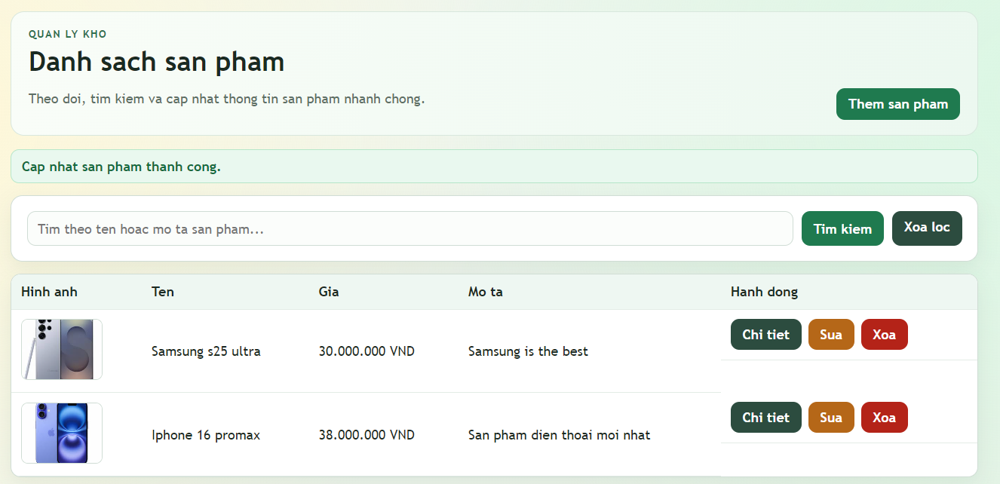 QUAN LY KHO
Danh sach san pham
Theo doi, tim kiem va cap nhat thong tin san pham nhanh chong.
Them san pham
Cap nhat san pham thanh cong.
Tim theo ten hoac mo ta san pham...
Tim kiem
Xoa loc
Hinh anh Ten Gia Mo ta Hanh dong
Samsung s25 ultra 30.000.000 VND Samsung is the best Chi tiet Sua Xoa
Iphone 16 promax 38.000.000 VND San pham dien thoai moi nhat Chi tiet Sua Xoa